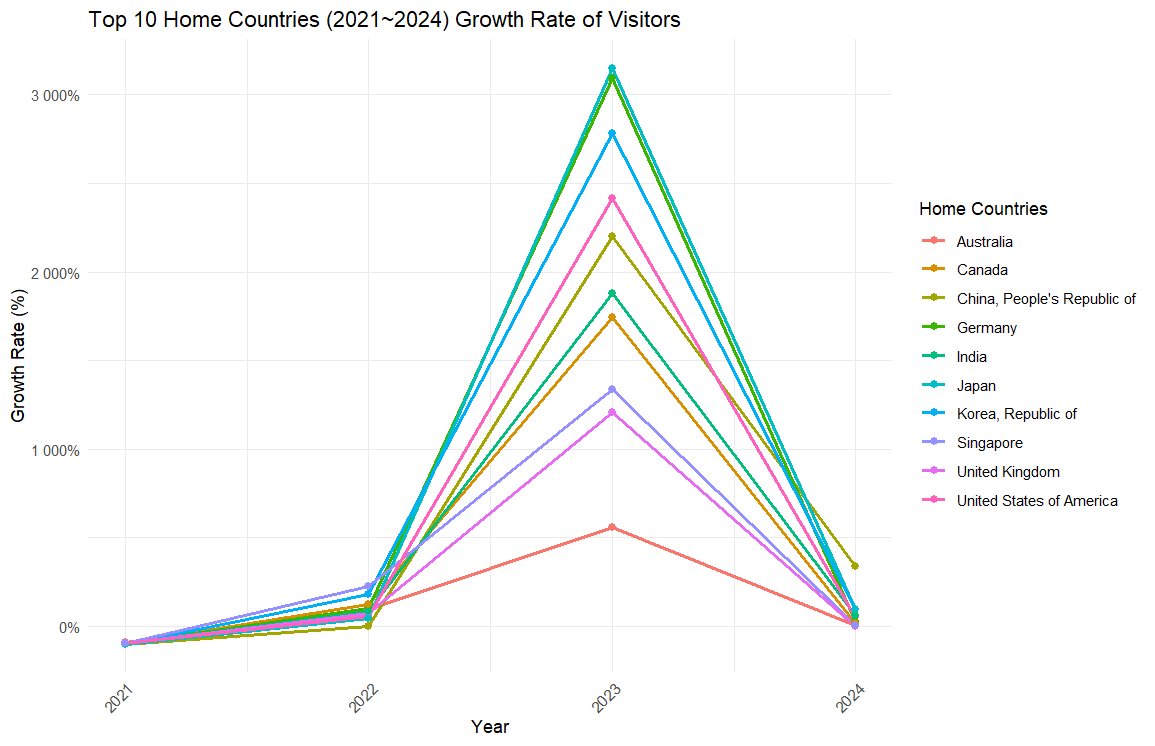 Top 10 Home Countries (2021~2024) Growth Rate of Visitors
3 000%
2 000%
1 000%
0%
Growth Rate (%)
2021
2022
2023
2024
Year
Home Countries
Australia
Canada
China, People's Republic of
Germany
India
Japan
Korea, Republic of
Singapore
United Kingdom
United States of America